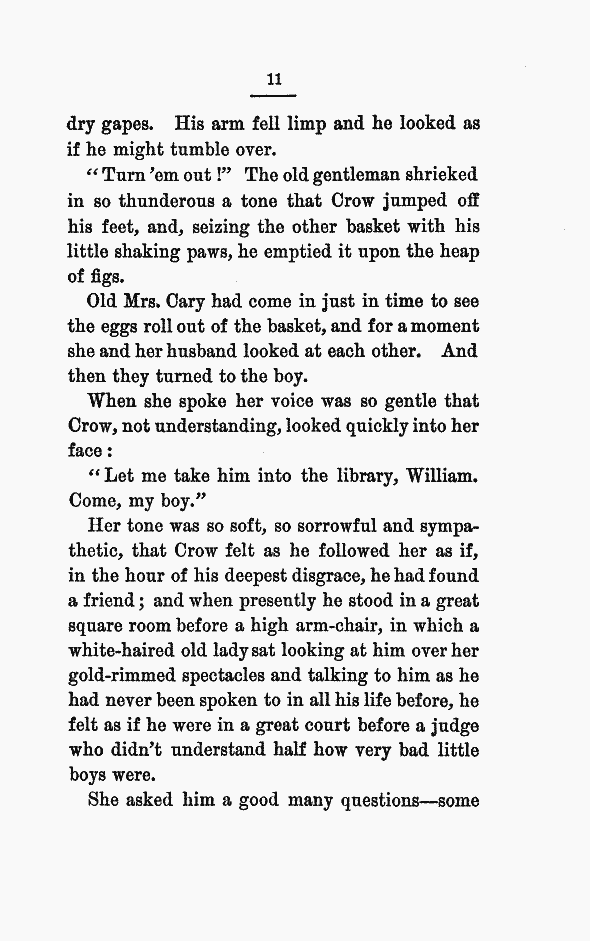 11
dry gapes. His arm fell limp and he looked as
if he might tumble over.
“Turn ’em out!” The old gentleman shrieked
in so thunderous a tone that Crow jumped off
his feet, and, seizing the other basket with his
little shaking paws, he emptied it upon the heap
of figs.
Old Mrs. Cary had come in just in time to see
the eggs roll out of the basket, and for a moment
she and her husband looked at each other. And
then they turned to the boy.
When she spoke her voice was so gentle that
Crow, not understanding, looked quickly into her
face:
“Let me take him into the library, William.
Come, my boy.”
Her tone was so soft, so sorrowful and sympa-
thetic, that Crow felt as he followed her as if,
in the hour of his deepest disgrace, he had found
a friend; and when presently he stood in a great
square room before a high arm-chair, in which a
white-haired old lady sat looking at him over her
gold-rimmed spectacles and talking to him as he
had never been spoken to in all his life before, he
felt as if he were in a great court before a judge
who didn’t understand half how very bad little
boys were.
She asked him a good many questions—some